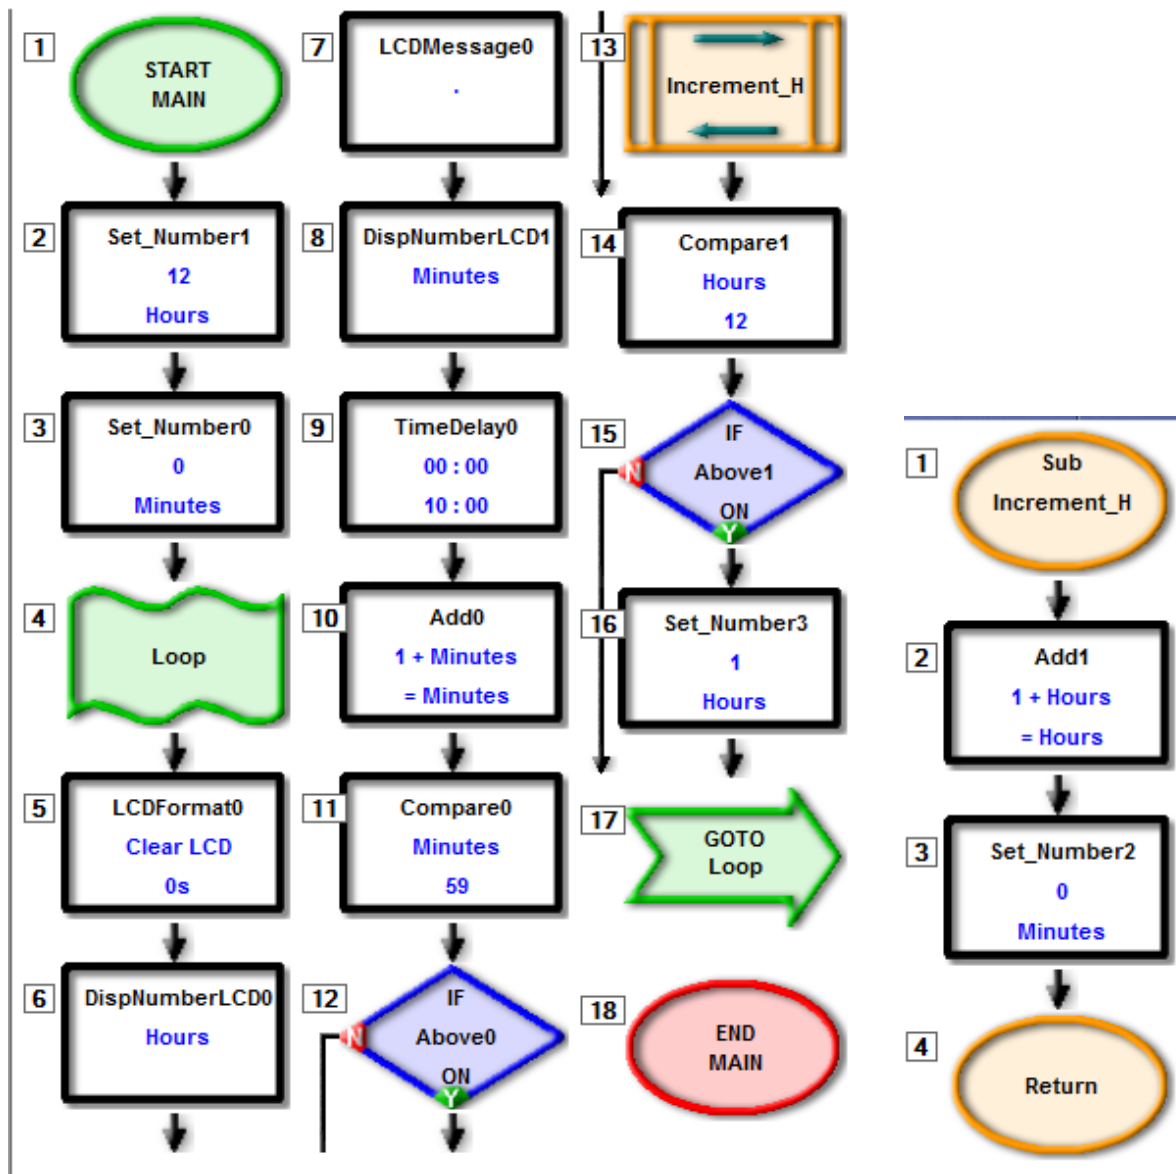 1
START
MAIN
2
Set_Number1
12
Hours
3
Set_Number0
0
Minutes
4
Loop
5
LCDFormat0
Clear LCD
0s
6
DispNumberLCD0
Hours
7
LCDMessage0
.
8
DispNumberLCD1
Minutes
9
TimeDelay0
00 : 00
10 : 00
10
Add0
1 + Minutes
= Minutes
11
Compare0
Minutes
59
12
IF
Above0
ON
N
Y
13
Increment_H
14
Compare1
Hours
12
15
IF
Above1
ON
N
Y
16
Set_Number3
1
Hours
17
GOTO
Loop
18
END
MAIN
1
Sub
Increment_H
2
Add1
1 + Hours
= Hours
3
Set_Number2
0
Minutes
4
Return